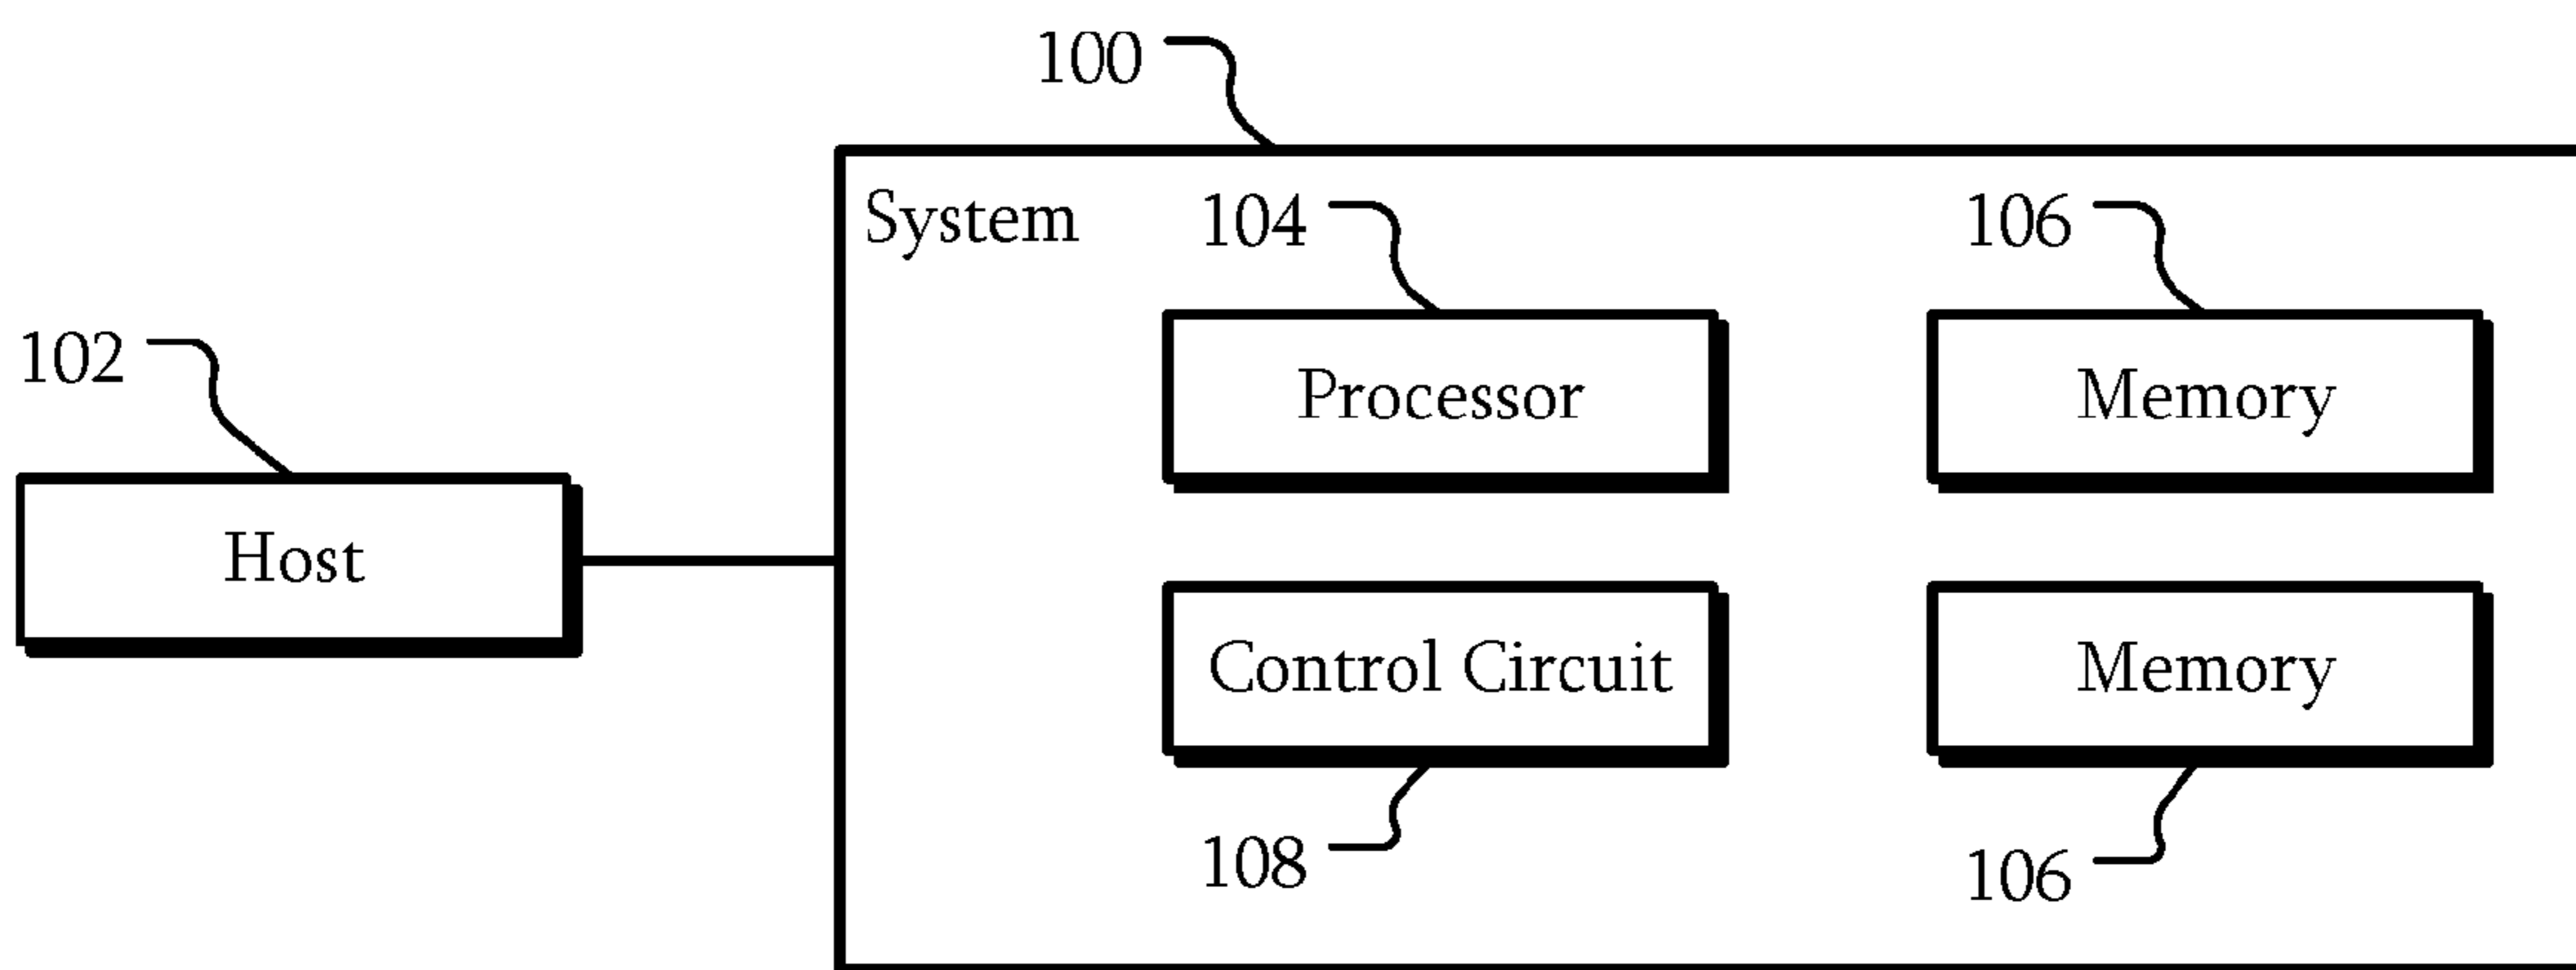 100
System
104
106
102
Processor
Memory
Host
Control Circuit
Memory
108
106